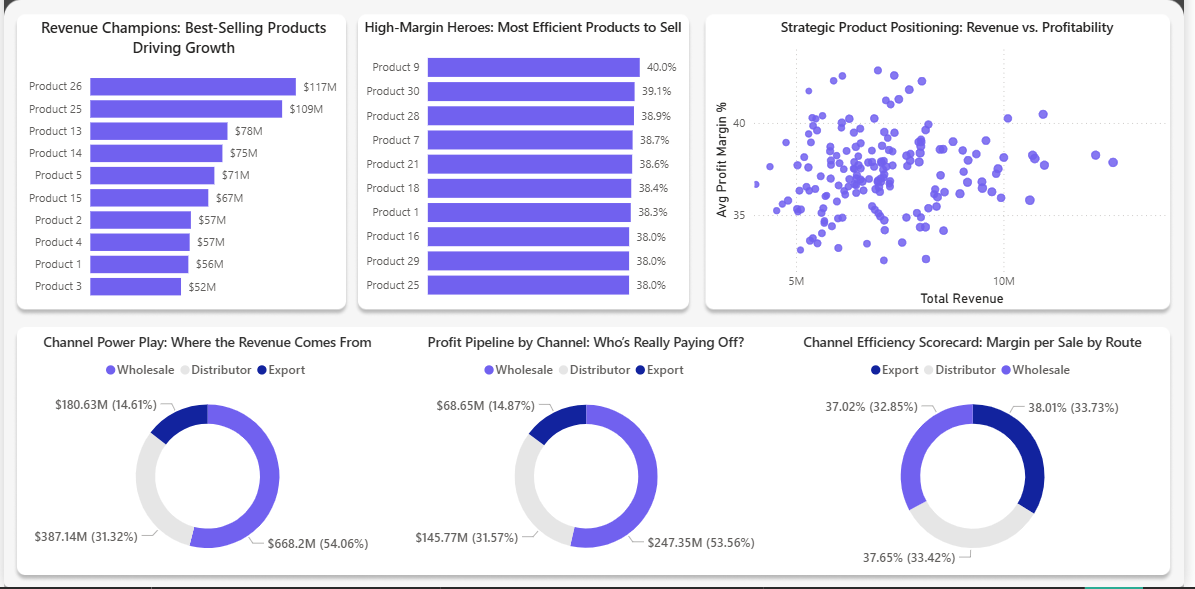 Revenue Champions: Best-Selling Products
Driving Growth
Product 26 $117M
Product 25 $109M
Product 13 $78M
Product 14 $75M
Product 5 $71M
Product 15 $67M
Product 2 $57M
Product 4 $57M
Product 1 $56M
Product 3 $52M
High-Margin Heroes: Most Efficient Products to Sell
Product 9 40.0%
Product 30 39.1%
Product 28 38.9%
Product 7 38.7%
Product 21 38.6%
Product 18 38.4%
Product 1 38.3%
Product 16 38.0%
Product 29 38.0%
Product 25 38.0%
Strategic Product Positioning: Revenue vs. Profitability
Avg Profit Margin %
40
35
5M 10M
Total Revenue
Channel Power Play: Where the Revenue Comes From
Wholesale Distributor Export
$180.63M (14.61%)
$387.14M (31.32%)
$668.2M (54.06%)
Profit Pipeline by Channel: Who's Really Paying Off?
Wholesale Distributor Export
$68.65M (14.87%)
$145.77M (31.57%)
$247.35M (53.56%)
Channel Efficiency Scorecard: Margin per Sale by Route
Export Distributor Wholesale
37.02% (32.85%)
38.01% (33.73%)
37.65% (33.42%)